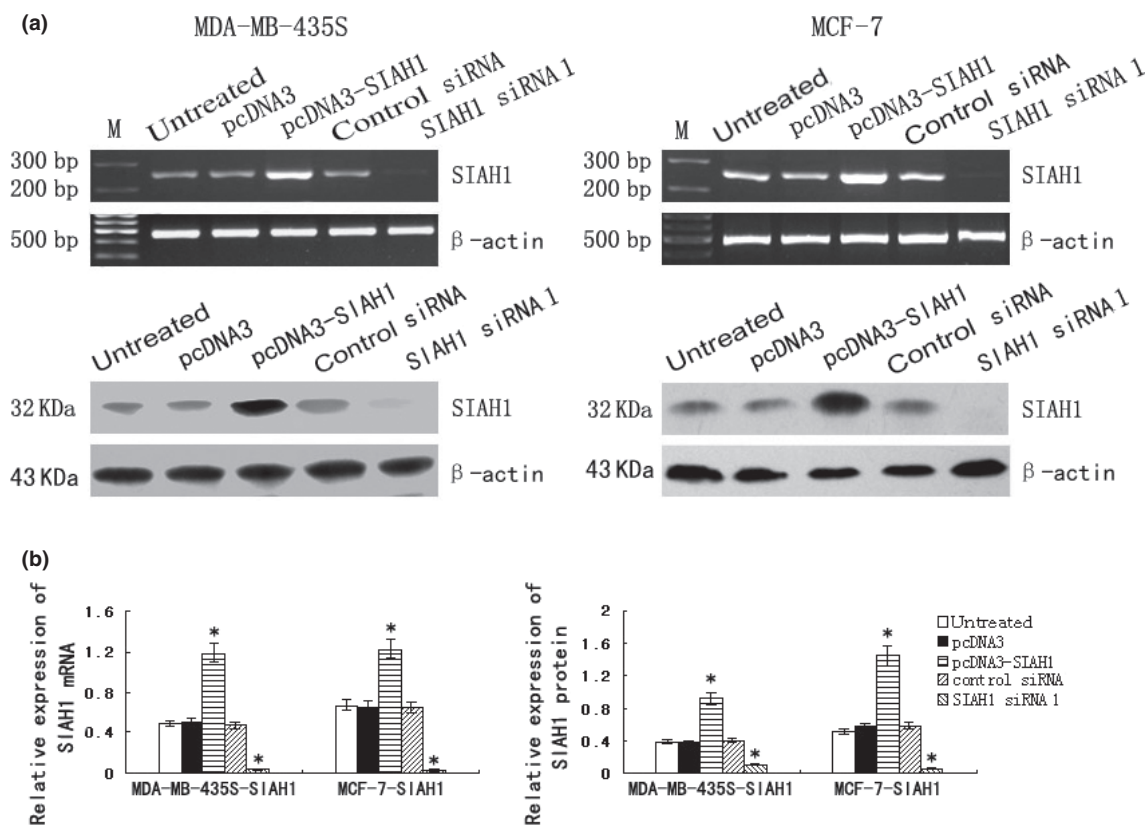 (a)
MDA-MB-435S
M
Untreated
pcDNA3
pcDNA3-SIAH1
Control siRNA
SIAH1 siRNA 1
300 bp
200 bp
SIAH1
500 bp
β-actin
Untreated
pcDNA3
pcDNA3-SIAH1
Control siRNA
SIAH1 siRNA 1
32 KDa
SIAH1
43 KDa
β-actin
MCF-7
M
Untreated
pcDNA3
pcDNA3-SIAH1
Control siRNA
SIAH1 siRNA 1
300 bp
200 bp
SIAH1
500 bp
β-actin
Untreated
pcDNA3
pcDNA3-SIAH1
Control siRNA
SIAH1 siRNA 1
32 KDa
SIAH1
43 KDa
β-actin
(b)
Relative expression of
SIAH1 mRNA
1.6
1.2
0.8
0.4
0
*
*
*
*
MDA-MB-435S-SIAH1
MCF-7-SIAH1
Relative expression of
SIAH1 protein
2
1.6
1.2
0.8
0.4
0
*
*
*
*
MDA-MB-435S-SIAH1
MCF-7-SIAH1
Untreated
pcDNA3
pcDNA3-SIAH1
control siRNA
SIAH1 siRNA 1